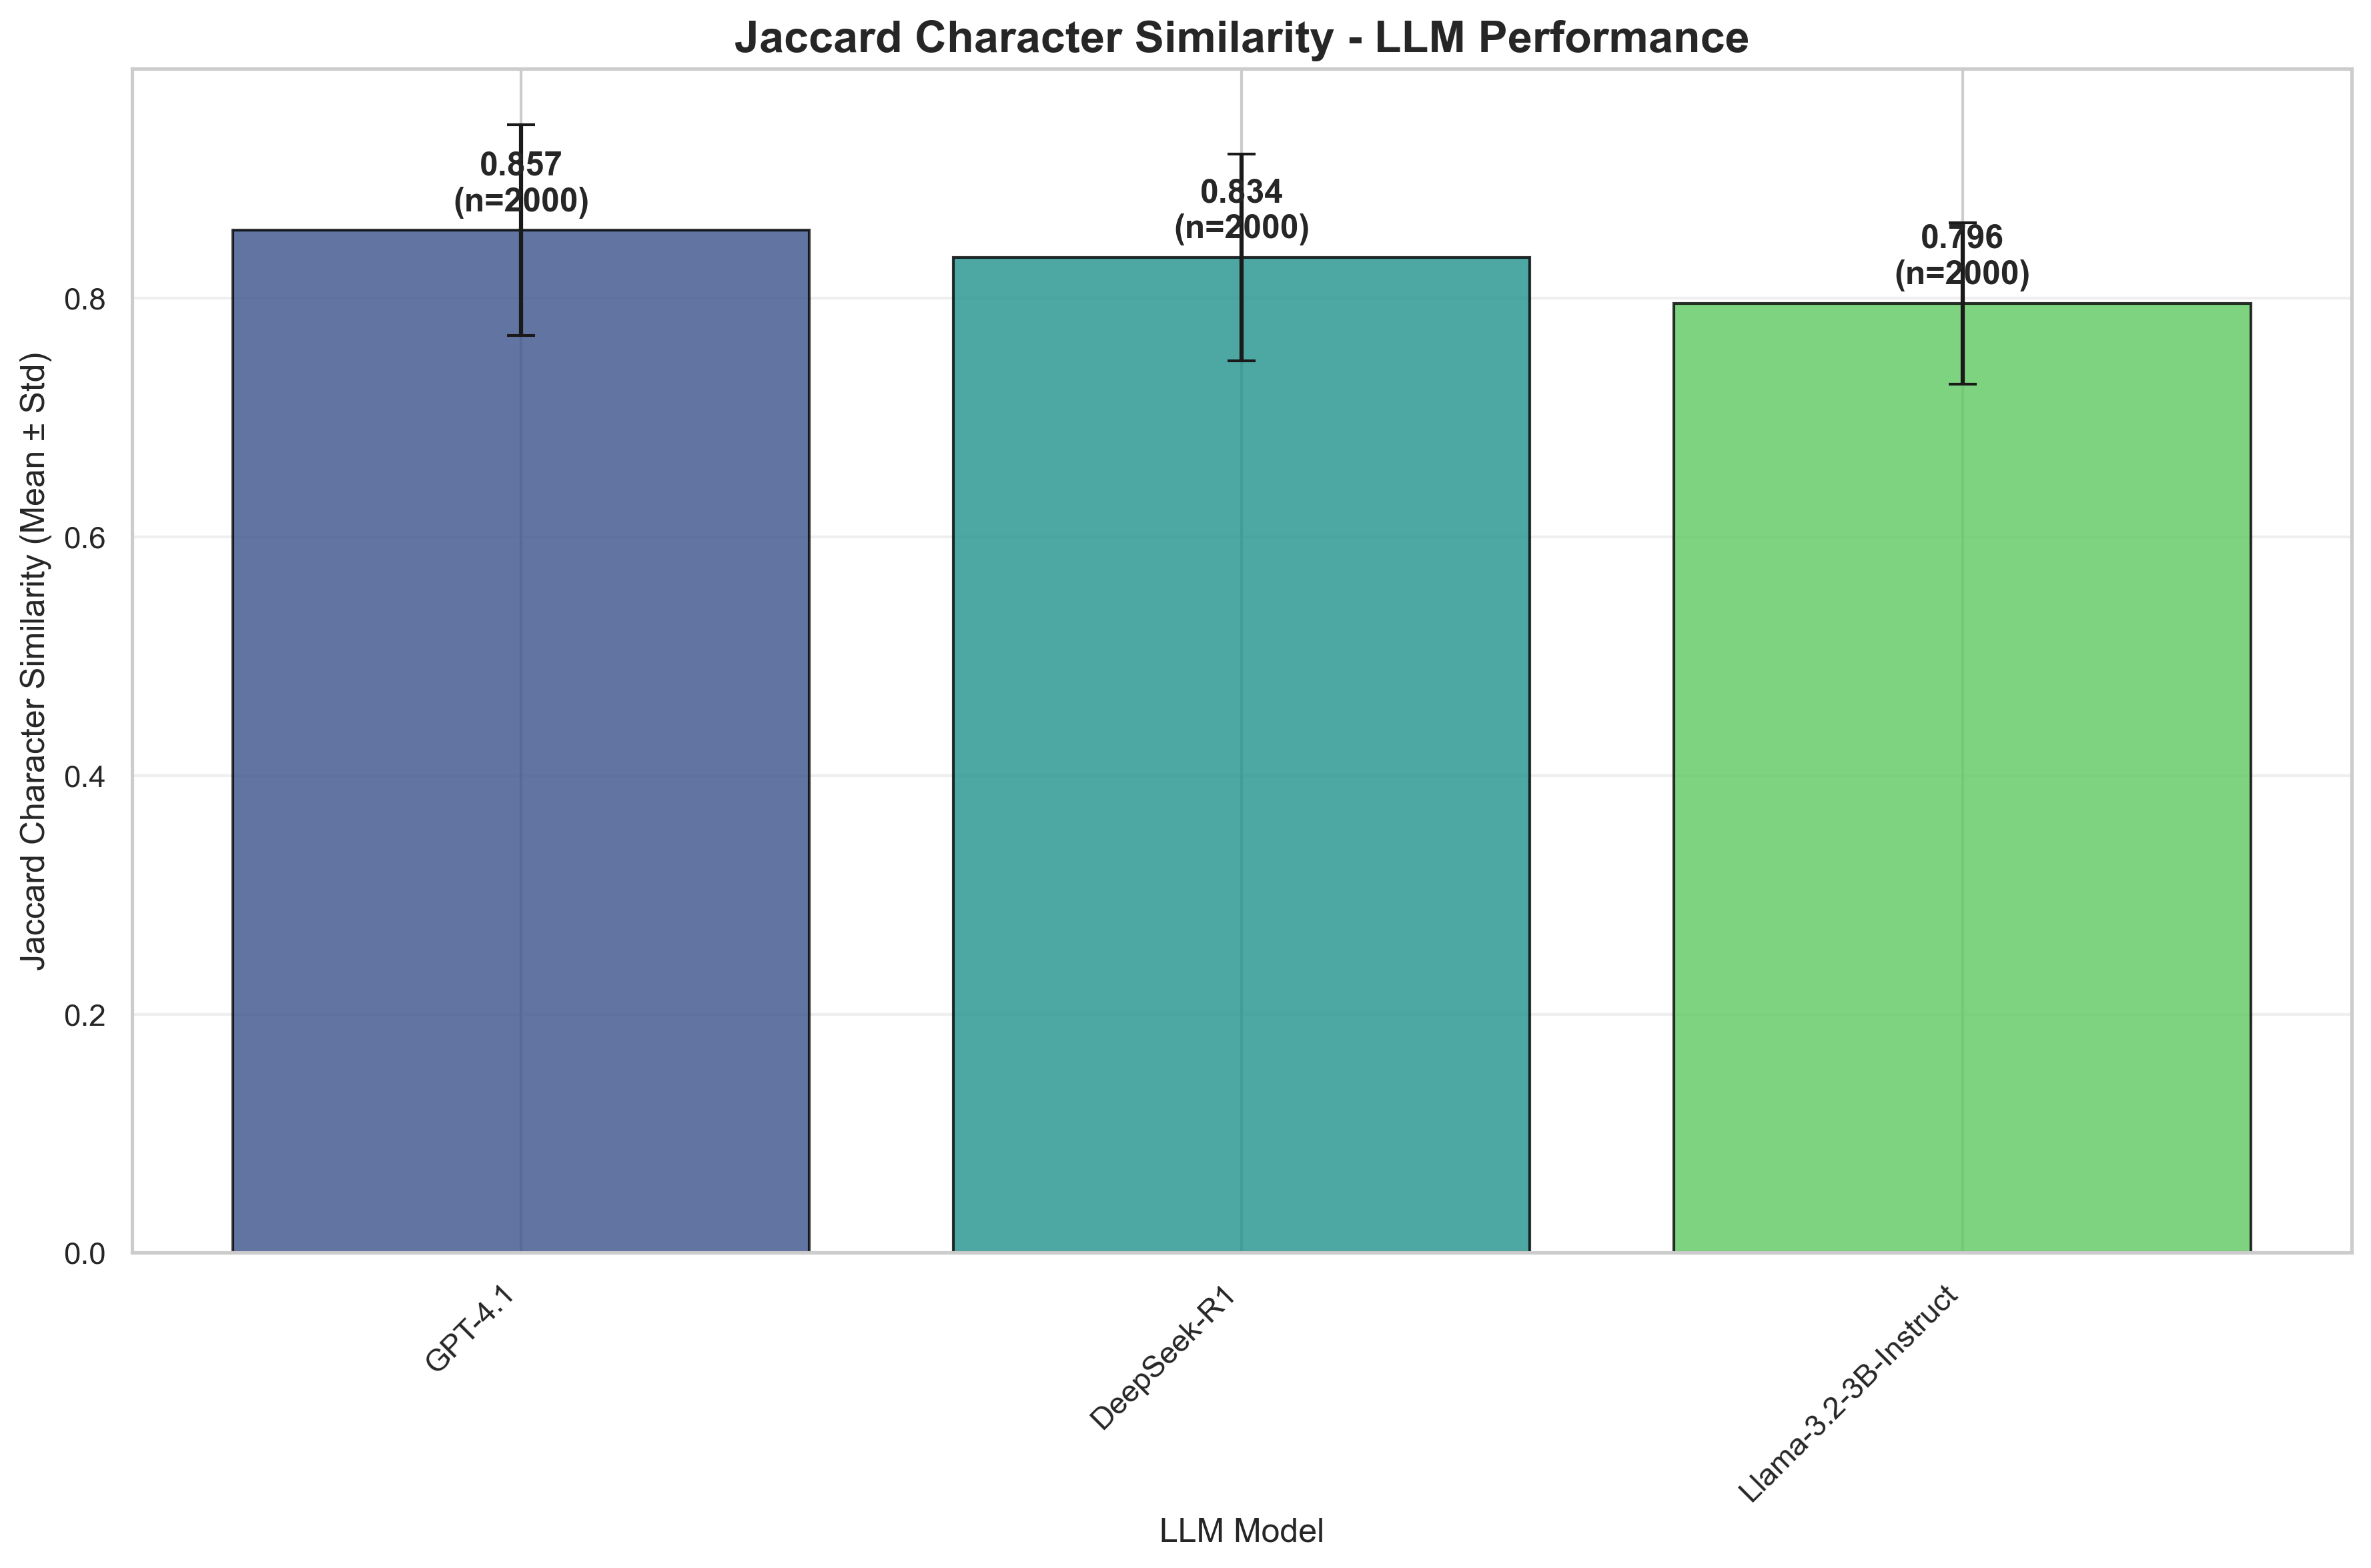 Jaccard Character Similarity - LLM Performance
Jaccard Character Similarity (Mean ± Std)
0.8
0.6
0.4
0.2
0.0
0.857
(n=2000)
0.834
(n=2000)
0.796
(n=2000)
GPT-4.1
DeepSeek-R1
Llama-3.2-3B-Instruct
LLM Model